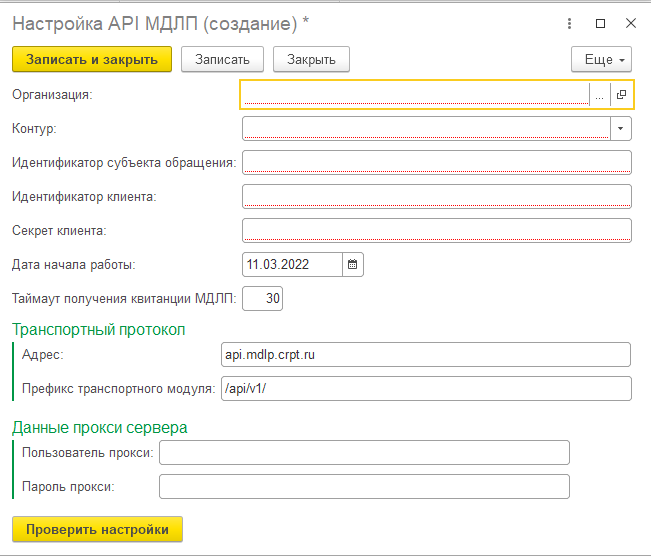 Настройка API МДЛП (создание) *
Записать и закрыть Записать Закрыть Еще
Организация: ...
Контур:
Идентификатор субъекта обращения:
Идентификатор клиента:
Секрет клиента:
Дата начала работы: 11.03.2022
Таймаут получения квитанции МДЛП: 30
Транспортный протокол
Адрес: api.mdlp.crpt.ru
Префикс транспортного модуля: /api/v1/
Данные прокси сервера
Пользователь прокси:
Пароль прокси:
Проверить настройки